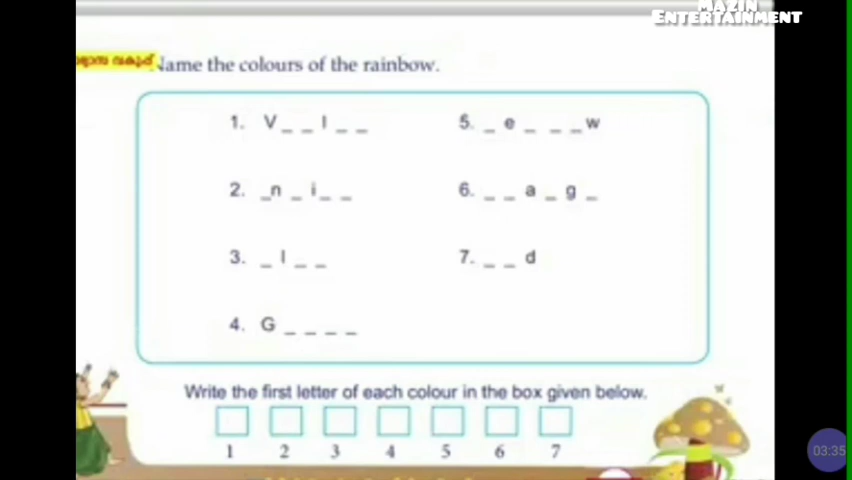 MAZIN
ENTERTAINMENT
Name the colours of the rainbow.
1. V _ _ l _ _
5. _ e _ _ _ w
2. _ n _ i _ _
6. _ _ a _ g _
3. _ l _ _
7. _ _ d
4. G _ _ _ _
Write the first letter of each colour in the box given below.
1 2 3 4 5 6 7
03:35